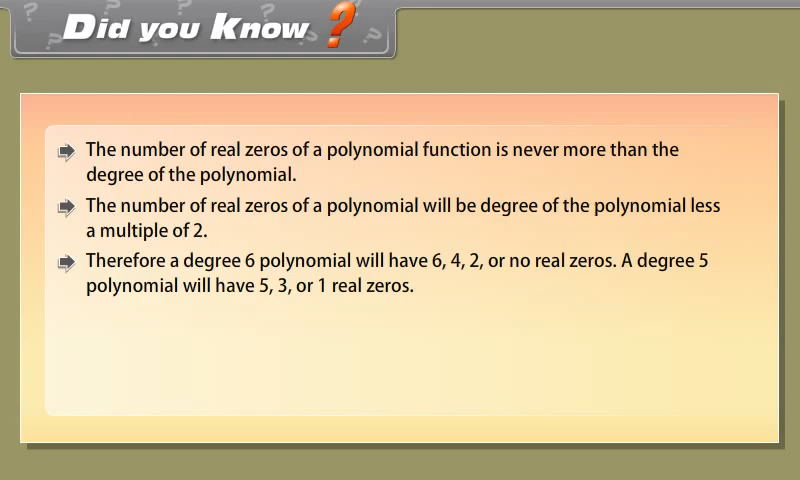 Did you Know ?
The number of real zeros of a polynomial function is never more than the
degree of the polynomial.
The number of real zeros of a polynomial will be degree of the polynomial less
a multiple of 2.
Therefore a degree 6 polynomial will have 6, 4, 2, or no real zeros. A degree 5
polynomial will have 5, 3, or 1 real zeros.